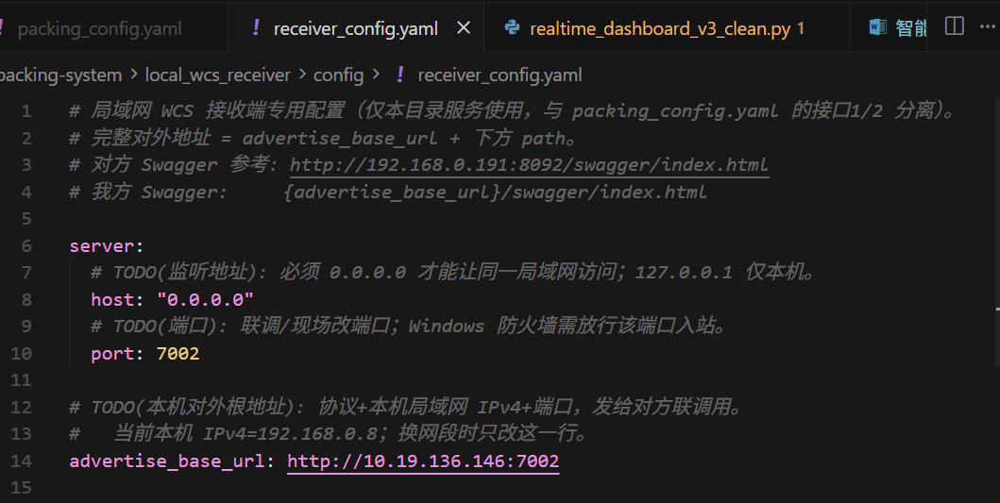 packing_config.yaml
! receiver_config.yaml ×
realtime_dashboard_v3_clean.py 1
智能
packing-system > local_wcs_receiver > config > ! receiver_config.yaml
1 # 局域网 WCS 接收端专用配置（仅本目录服务使用，与 packing_config.yaml 的接口1/2 分离）。
2 # 完整对外地址 = advertise_base_url + 下方 path。
3 # 对方 Swagger 参考: http://192.168.0.191:8092/swagger/index.html
4 # 我方 Swagger:     {advertise_base_url}/swagger/index.html
5
6 server:
7   # TODO(监听地址): 必须 0.0.0.0 才能让同一局域网访问；127.0.0.1 仅本机。
8   host: "0.0.0.0"
9   # TODO(端口): 联调/现场改端口；Windows 防火墙需放行该端口入站。
10   port: 7002
11
12 # TODO(本机对外根地址): 协议+本机局域网 IPv4+端口，发给对方联调用。
13 #   当前本机 IPv4=192.168.0.8；换网段时只改这一行。
14 advertise_base_url: http://10.19.136.146:7002
15